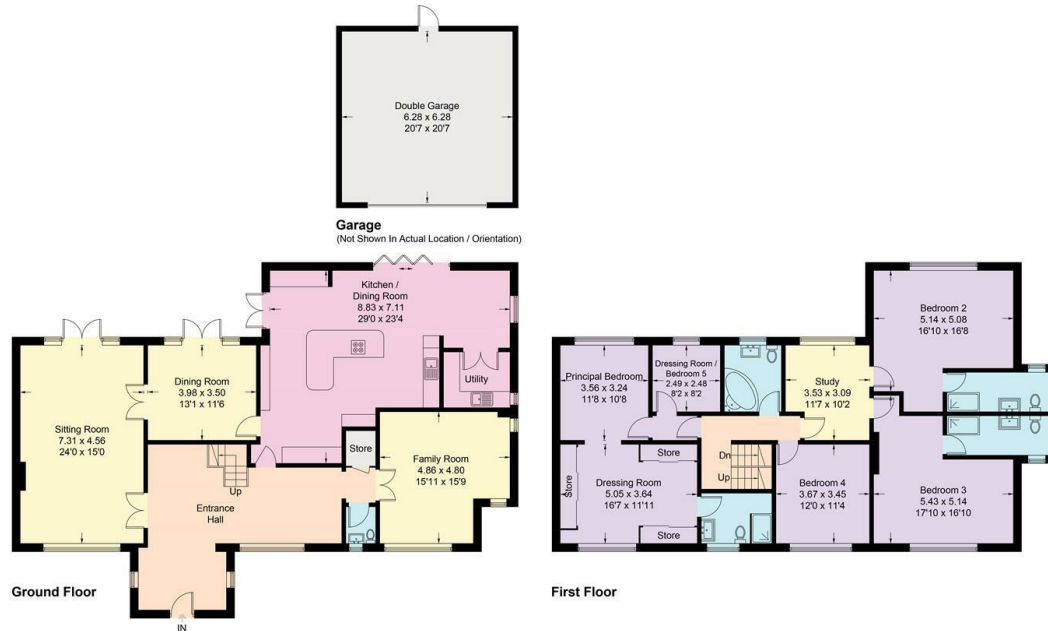 Double Garage
6.28 x 6.28
20'7 x 20'7
Garage
(Not Shown In Actual Location / Orientation)
Kitchen /
Dining Room
8.83 x 7.11
29'0 x 23'4
Utility
Dining Room
3.98 x 3.50
13'1 x 11'6
Sitting Room
7.31 x 4.56
24'0 x 15'0
Store
Family Room
4.86 x 4.80
15'11 x 15'9
Up
Entrance
Hall
IN
Ground Floor
Bedroom 2
5.14 x 5.08
16'10 x 16'8
Principal Bedroom
3.56 x 3.24
11'8 x 10'8
Dressing Room /
Bedroom 5
2.49 x 2.48
8'2 x 8'2
Study
3.53 x 3.09
11'7 x 10'2
Dn
Up
Store
Store
Dressing Room
5.05 x 3.64
16'7 x 11'11
Store
Bedroom 4
3.67 x 3.45
12'0 x 11'4
Bedroom 3
5.43 x 5.14
17'10 x 16'10
First Floor